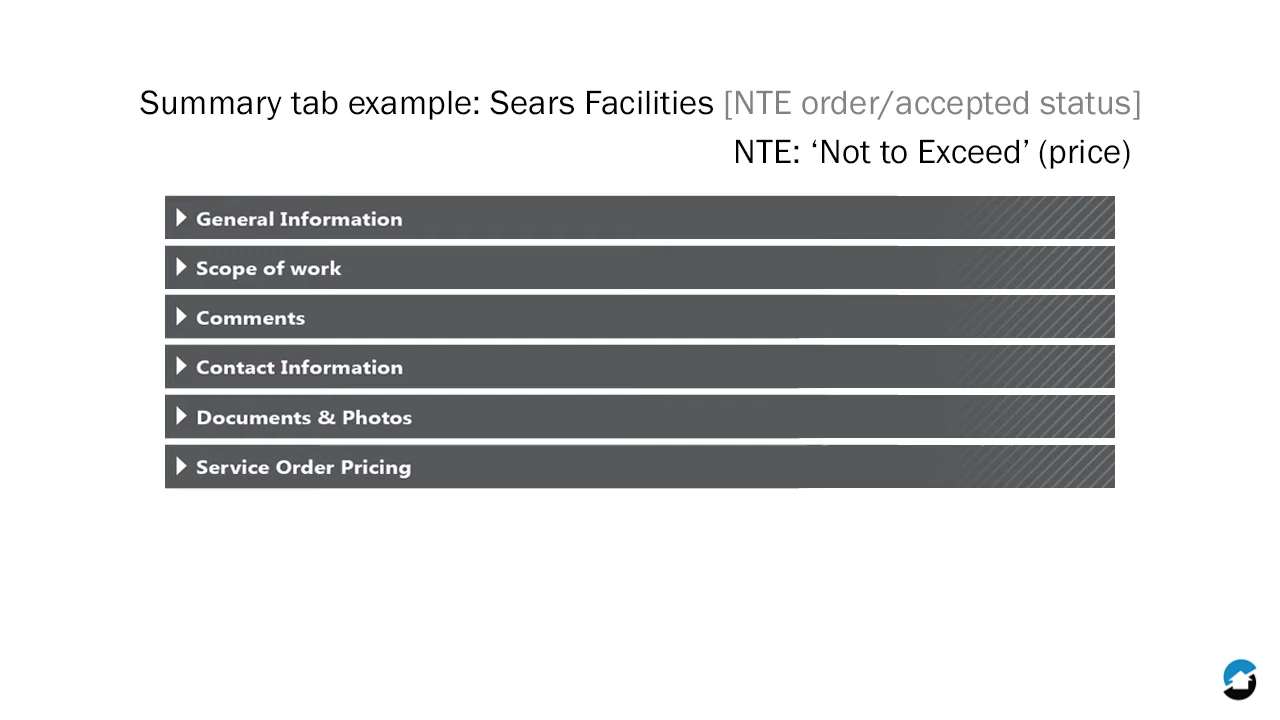 Summary tab example: Sears Facilities [NTE order/accepted status]
NTE: ‘Not to Exceed’ (price)
General Information
Scope of work
Comments
Contact Information
Documents & Photos
Service Order Pricing